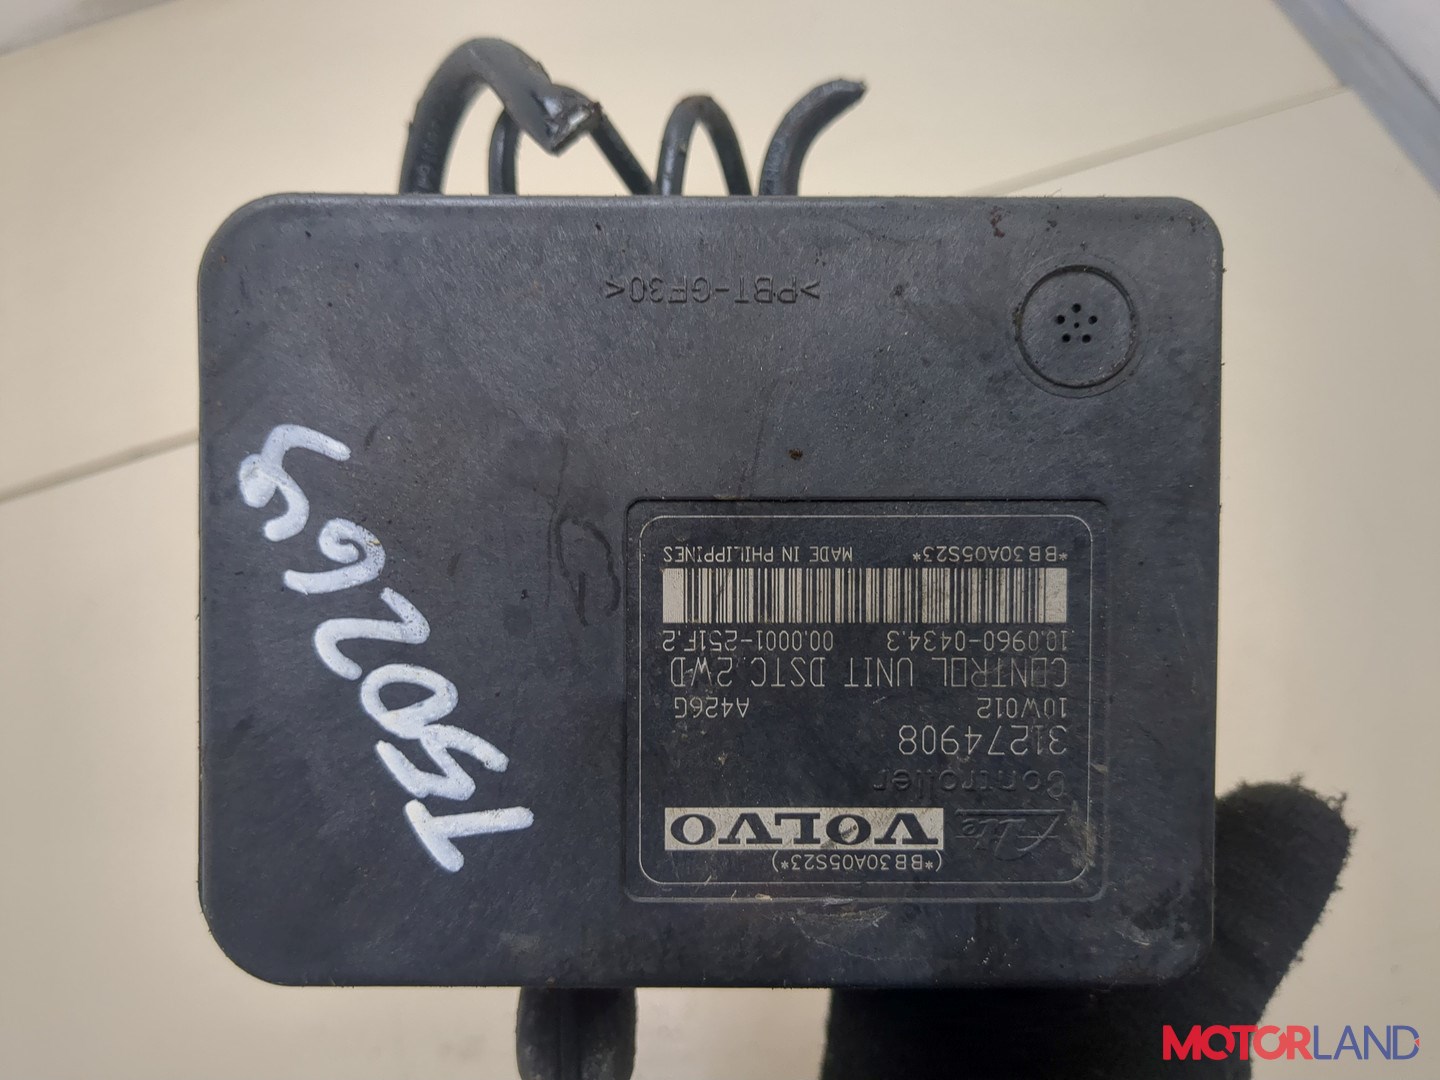 (*BB30A05S23*)
Ate VOLVO
Controller
31274908
10W012 A426G
CONTROL UNIT DSTC 2WD
10.0960-0434.3 00.0001-251F.2
*BB30A05S23* MADE IN PHILIPPINES
>PBT-GF30<
MOTORLAND